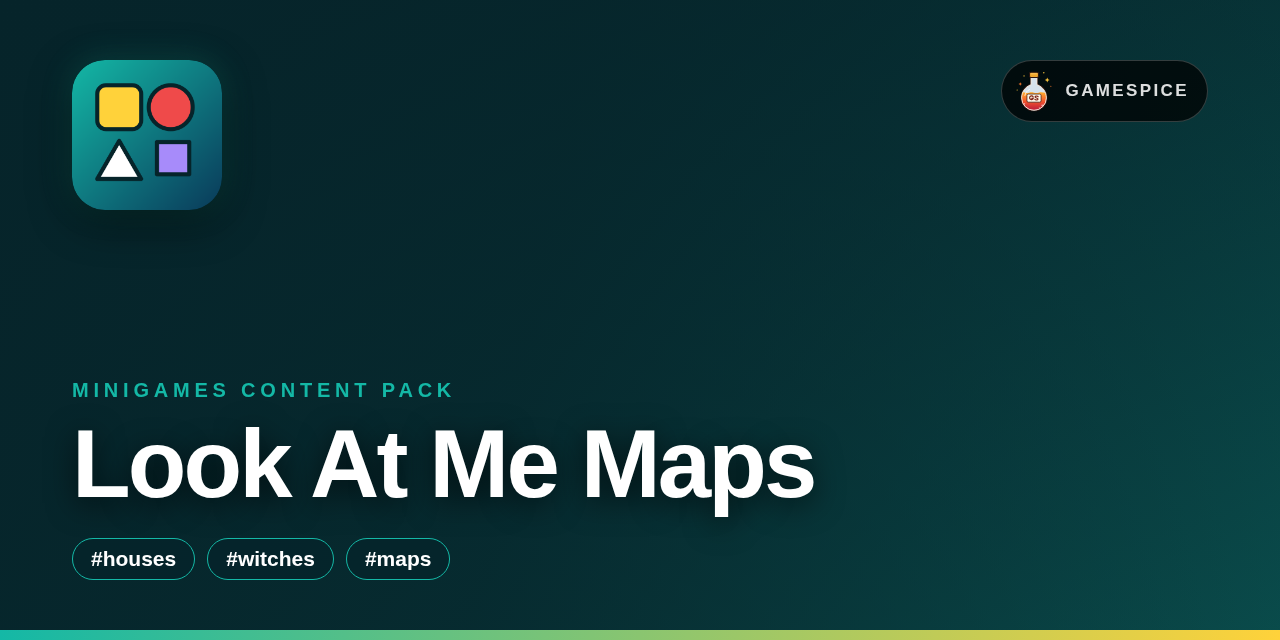 GAMESPICE
MINIGAMES CONTENT PACK
Look At Me Maps
#houses #witches #maps